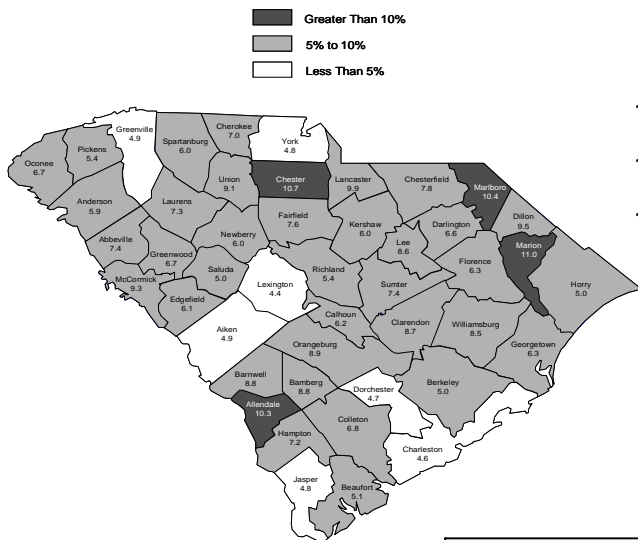 Greater Than 10%
5% to 10%
Less Than 5%
Cherokee
7.0
Greenville
4.9
Spartanburg
6.0
York
4.8
Pickens
5.4
Oconee
6.7
Union
9.1
Chester
10.7
Lancaster
9.9
Chesterfield
7.8
Marlboro
10.4
Anderson
5.9
Laurens
7.3
Fairfield
7.6
Kershaw
6.0
Darlington
6.6
Dillon
9.5
Abbeville
7.4
Greenwood
6.7
Newberry
6.0
Lee
8.6
Marion
11.0
Florence
6.3
Saluda
5.0
McCormick
9.3
Edgefield
6.1
Lexington
4.4
Richland
5.4
Sumter
7.4
Horry
5.0
Aiken
4.9
Calhoun
6.2
Clarendon
8.7
Williamsburg
8.5
Georgetown
6.3
Orangeburg
8.9
Barnwell
8.8
Bamberg
8.8
Dorchester
4.7
Berkeley
5.0
Allendale
10.3
Colleton
6.8
Hampton
7.2
Charleston
4.6
Jasper
4.8
Beaufort
5.1